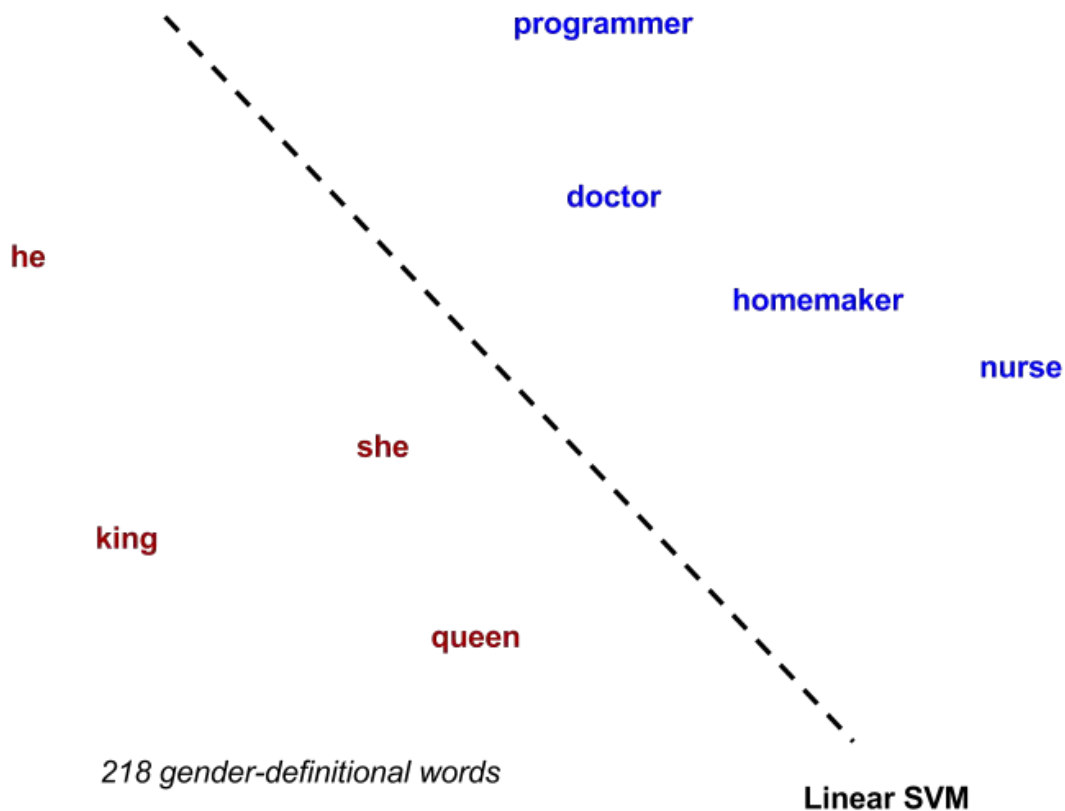 programmer
doctor
he
homemaker
nurse
she
king
queen
218 gender-definitional words
Linear SVM